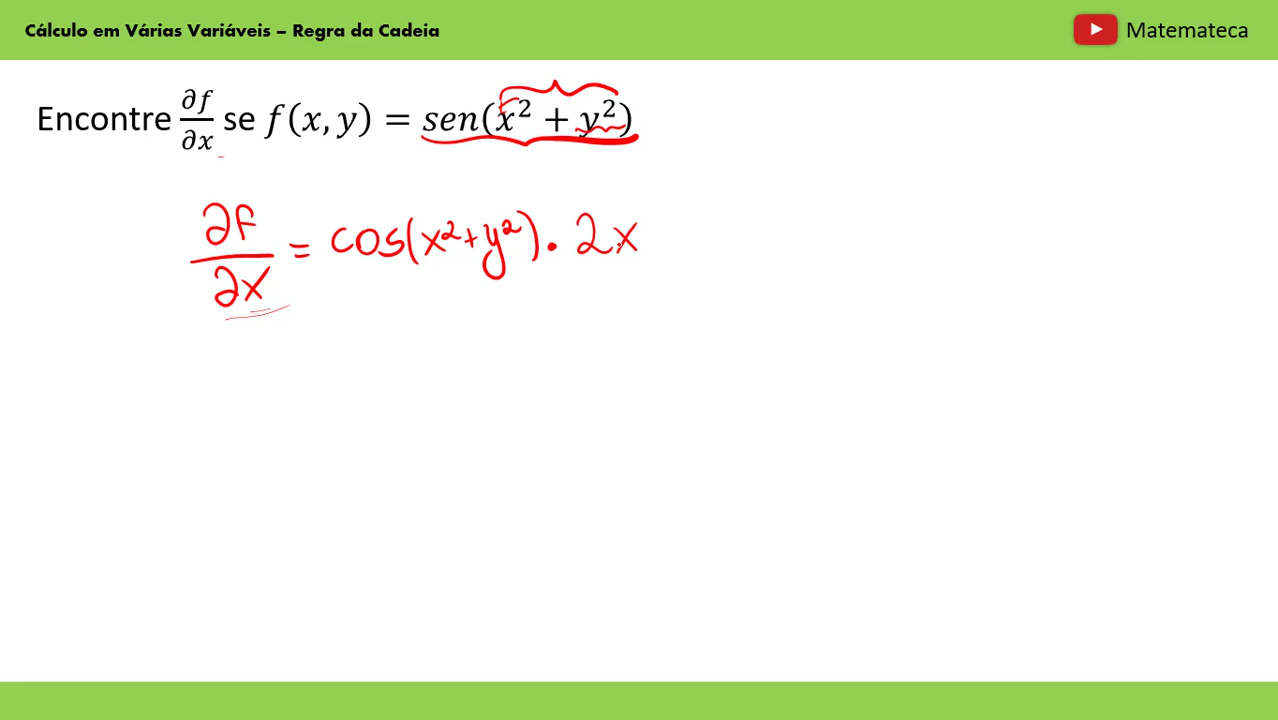 Cálculo em Várias Variáveis – Regra da Cadeia
Matemateca
Encontre ∂f/∂x se f(x, y) = sen(x² + y²)
∂f/∂x = cos(x²+y²) · 2x